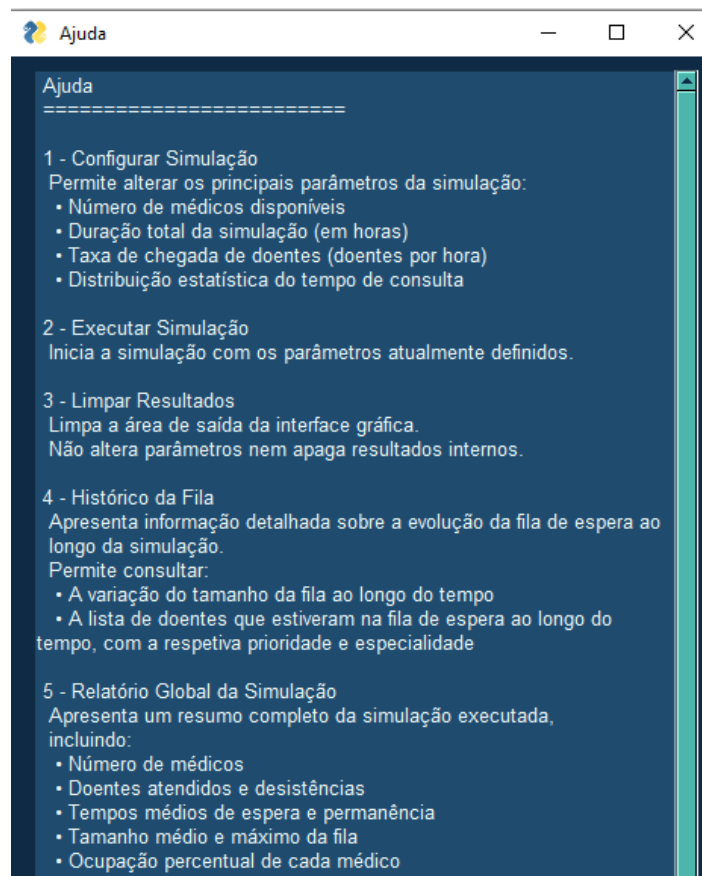 Ajuda
Ajuda
=========================
1 - Configurar Simulação
Permite alterar os principais parâmetros da simulação:
• Número de médicos disponíveis
• Duração total da simulação (em horas)
• Taxa de chegada de doentes (doentes por hora)
• Distribuição estatística do tempo de consulta
2 - Executar Simulação
Inicia a simulação com os parâmetros atualmente definidos.
3 - Limpar Resultados
Limpa a área de saída da interface gráfica.
Não altera parâmetros nem apaga resultados internos.
4 - Histórico da Fila
Apresenta informação detalhada sobre a evolução da fila de espera ao
longo da simulação.
Permite consultar:
• A variação do tamanho da fila ao longo do tempo
• A lista de doentes que estiveram na fila de espera ao longo do
tempo, com a respetiva prioridade e especialidade
5 - Relatório Global da Simulação
Apresenta um resumo completo da simulação executada,
incluindo:
• Número de médicos
• Doentes atendidos e desistências
• Tempos médios de espera e permanência
• Tamanho médio e máximo da fila
• Ocupação percentual de cada médico